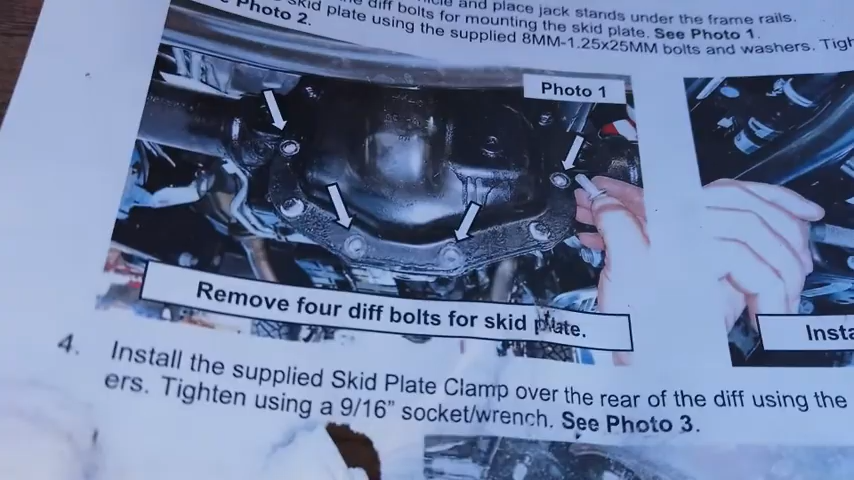 icle and place jack stands under the frame rails.
the diff bolts for mounting the skid plate. See Photo 1.
skid plate using the supplied 8MM-1.25x25MM bolts and washers. Tigh
Photo 2.
Photo 1
Remove four diff bolts for skid plate.
Insta
4. Install the supplied Skid Plate Clamp over the rear of the diff using the
ers. Tighten using a 9/16" socket/wrench. See Photo 3.